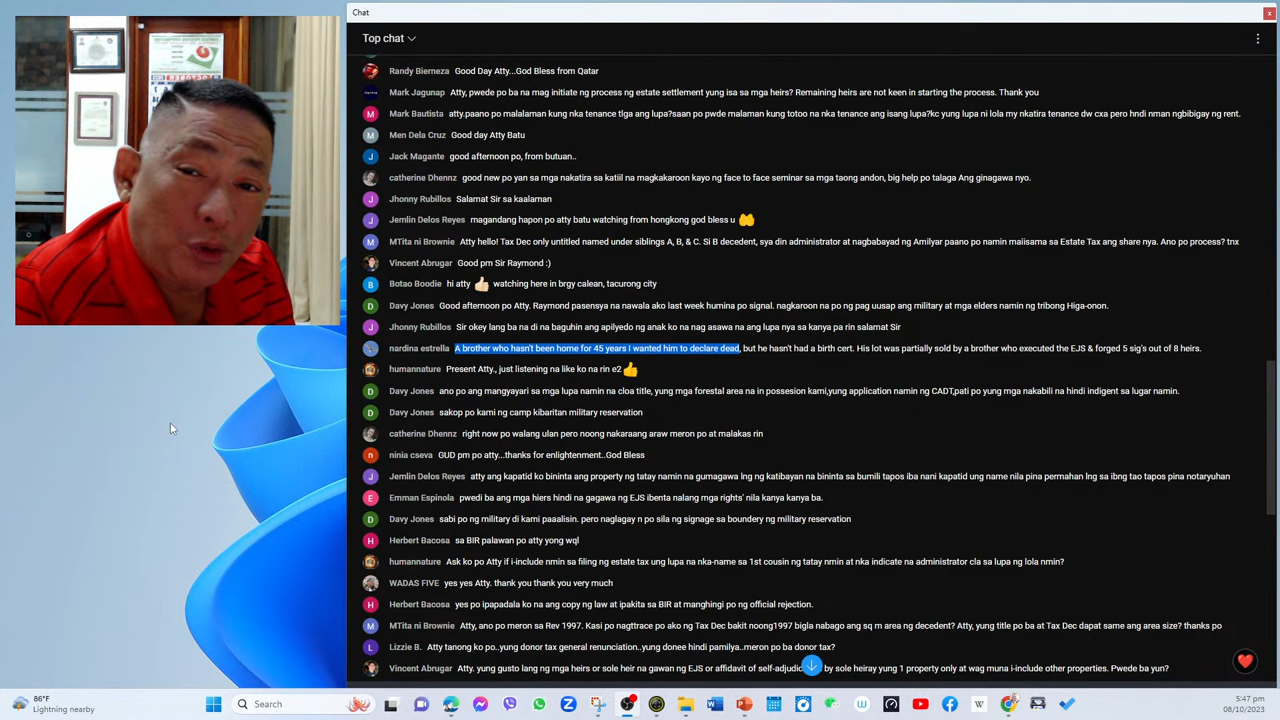 Chat
Top chat
Randy Bierneza Good Day Atty...God Bless from Qatar
Mark Jagunap Atty, pwede po ba na mag initiate ng process ng estate settlement yung isa sa mga heirs? Remaining heirs are not keen in starting the process. Thank you
Mark Bautista atty.paano po malalaman kung nka tenance tlga ang lupa?saan po pwde malaman kung totoo na nka tenance ang isang lupa?kc yung lupa ni lola my nkatira tenance dw cxa pero hndi nman ngbibigay ng rent.
Men Dela Cruz Good day Atty Batu
Jack Magante good afternoon po, from butuan..
catherine Dhennz good new po yan sa mga nakatira sa katiil na magkakaroon kayo ng face to face seminar sa mga taong andon, big help po talaga Ang ginagawa nyo.
Jhonny Rubillos Salamat Sir sa kaalaman
Jemlin Delos Reyes magandang hapon po atty batu watching from hongkong god bless u
MTita ni Brownie Atty hello! Tax Dec only untitled named under siblings A, B, & C. Si B decedent, sya din administrator at nagbabayad ng Amilyar paano po namin maiisama sa Estate Tax ang share nya. Ano po process? tnx
Vincent Abrugar Good pm Sir Raymond :)
Botao Boodie hi atty watching here in brgy calean, tacurong city
Davy Jones Good afternoon po Atty. Raymond pasensya na nawala ako last week humina po signal. nagkaroon na po ng pag uusap ang military at mga elders namin ng tribong Higa-onon.
Jhonny Rubillos Sir okey lang ba na di na baguhin ang apilyedo ng anak ko na nag asawa na ang lupa nya sa kanya pa rin salamat Sir
nardina estrella A brother who hasn't been home for 45 years I wanted him to declare dead, but he hasn't had a birth cert. His lot was partially sold by a brother who executed the EJS & forged 5 sig's out of 8 heirs.
humannature Present Atty., just listening na like ko na rin e2
Davy Jones ano po ang mangyayari sa mga lupa namin na cloa title, yung mga forestal area na in possesion kami,yung application namin ng CADT,pati po yung mga nakabili na hindi indigent sa lugar namin.
Davy Jones sakop po kami ng camp kibaritan military reservation
catherine Dhennz right now po walang ulan pero noong nakaraang araw meron po at malakas rin
ninia cseva GUD pm po atty...thanks for enlightenment..God Bless
Jemlin Delos Reyes atty ang kapatid ko bininta ang property ng tatay namin na gumagawa lng ng katibayan na bininta sa bumili tapos iba nani kapatid ung name nila pina permahan lng sa ibng tao tapos pina notaryuhan
Emman Espinola pwedi ba ang mga hiers hindi na gagawa ng EJS ibenta nalang mga rights' nila kanya kanya ba.
Davy Jones sabi po ng military di kami paaalisin. pero naglagay n po sila ng signage sa boundery ng military reservation
Herbert Bacosa sa BIR palawan po atty yong wql
humannature Ask ko po Atty if i-include nmin sa filing ng estate tax ung lupa na nka-name sa 1st cousin ng tatay nmin at nka indicate na administrator cla sa lupa ng lola nmin?
WADAS FIVE yes yes Atty. thank you thank you very much
Herbert Bacosa yes po ipapadala ko na ang copy ng law at ipakita sa BIR at manghingi po ng official rejection.
MTita ni Brownie Atty, ano po meron sa Rev 1997. Kasi po nagttrace po ako ng Tax Dec bakit noong1997 bigla nabago ang sq m area ng decedent? Atty, yung title po ba at Tax Dec dapat same ang area size? thanks po
Lizzie B. Atty tanong ko po..yung donor tax general renunciation..yung donee hindi pamilya..meron po ba donor tax?
Vincent Abrugar Atty. yung gusto lang ng mga heirs or sole heir na gawan ng EJS or affidavit of self-adjudic by sole heiray yung 1 property only at wag muna i-include other properties. Pwede ba yun?
86°F
Lightning nearby
Search
5:47 pm
08/10/2023